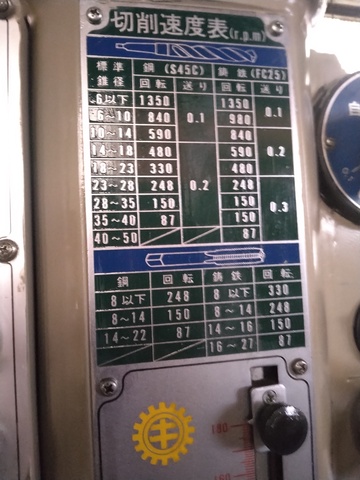 切削速度表(r.p.m)
標準 鋼 (S45C) 鑄鉄 (FC25)
錐径 回転 送り 回転 送り
6以下 1350 0.1 1350 0.1
6~10 840 980
10~14 590 840
14~18 480 0.2 590 0.2
18~23 330 480
23~28 248 248 0.3
28~35 150 150
35~40 87 150
40~50 87
鋼 回転 鑄鉄 回転
8以下 248 8以下 330
8~14 150 8~14 248
14~22 87 14~16 150
16~27 87
180
160